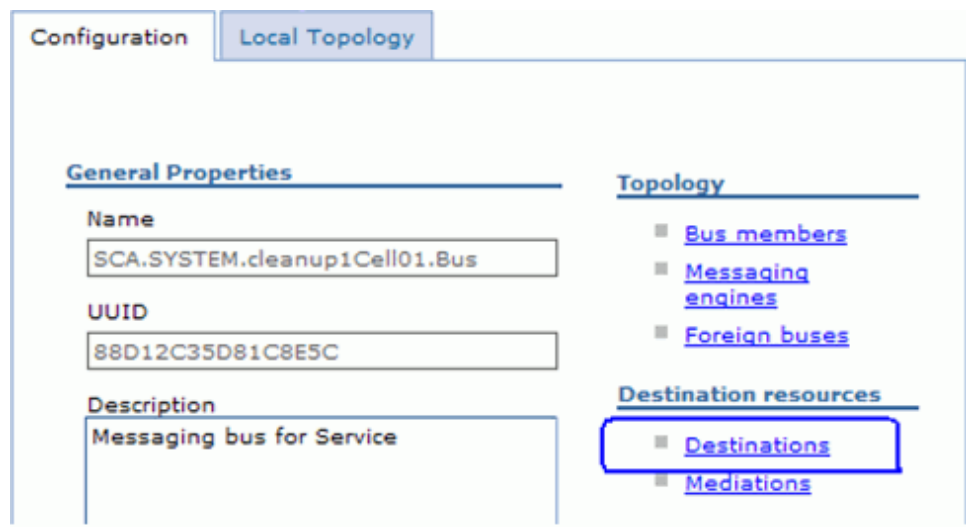 Configuration
Local Topology
General Properties
Name
SCA.SYSTEM.cleanup1Cell01.Bus
UUID
88D12C35D81C8E5C
Description
Messaging bus for Service
Topology
Bus members
Messaging
engines
Foreign buses
Destination resources
Destinations
Mediations